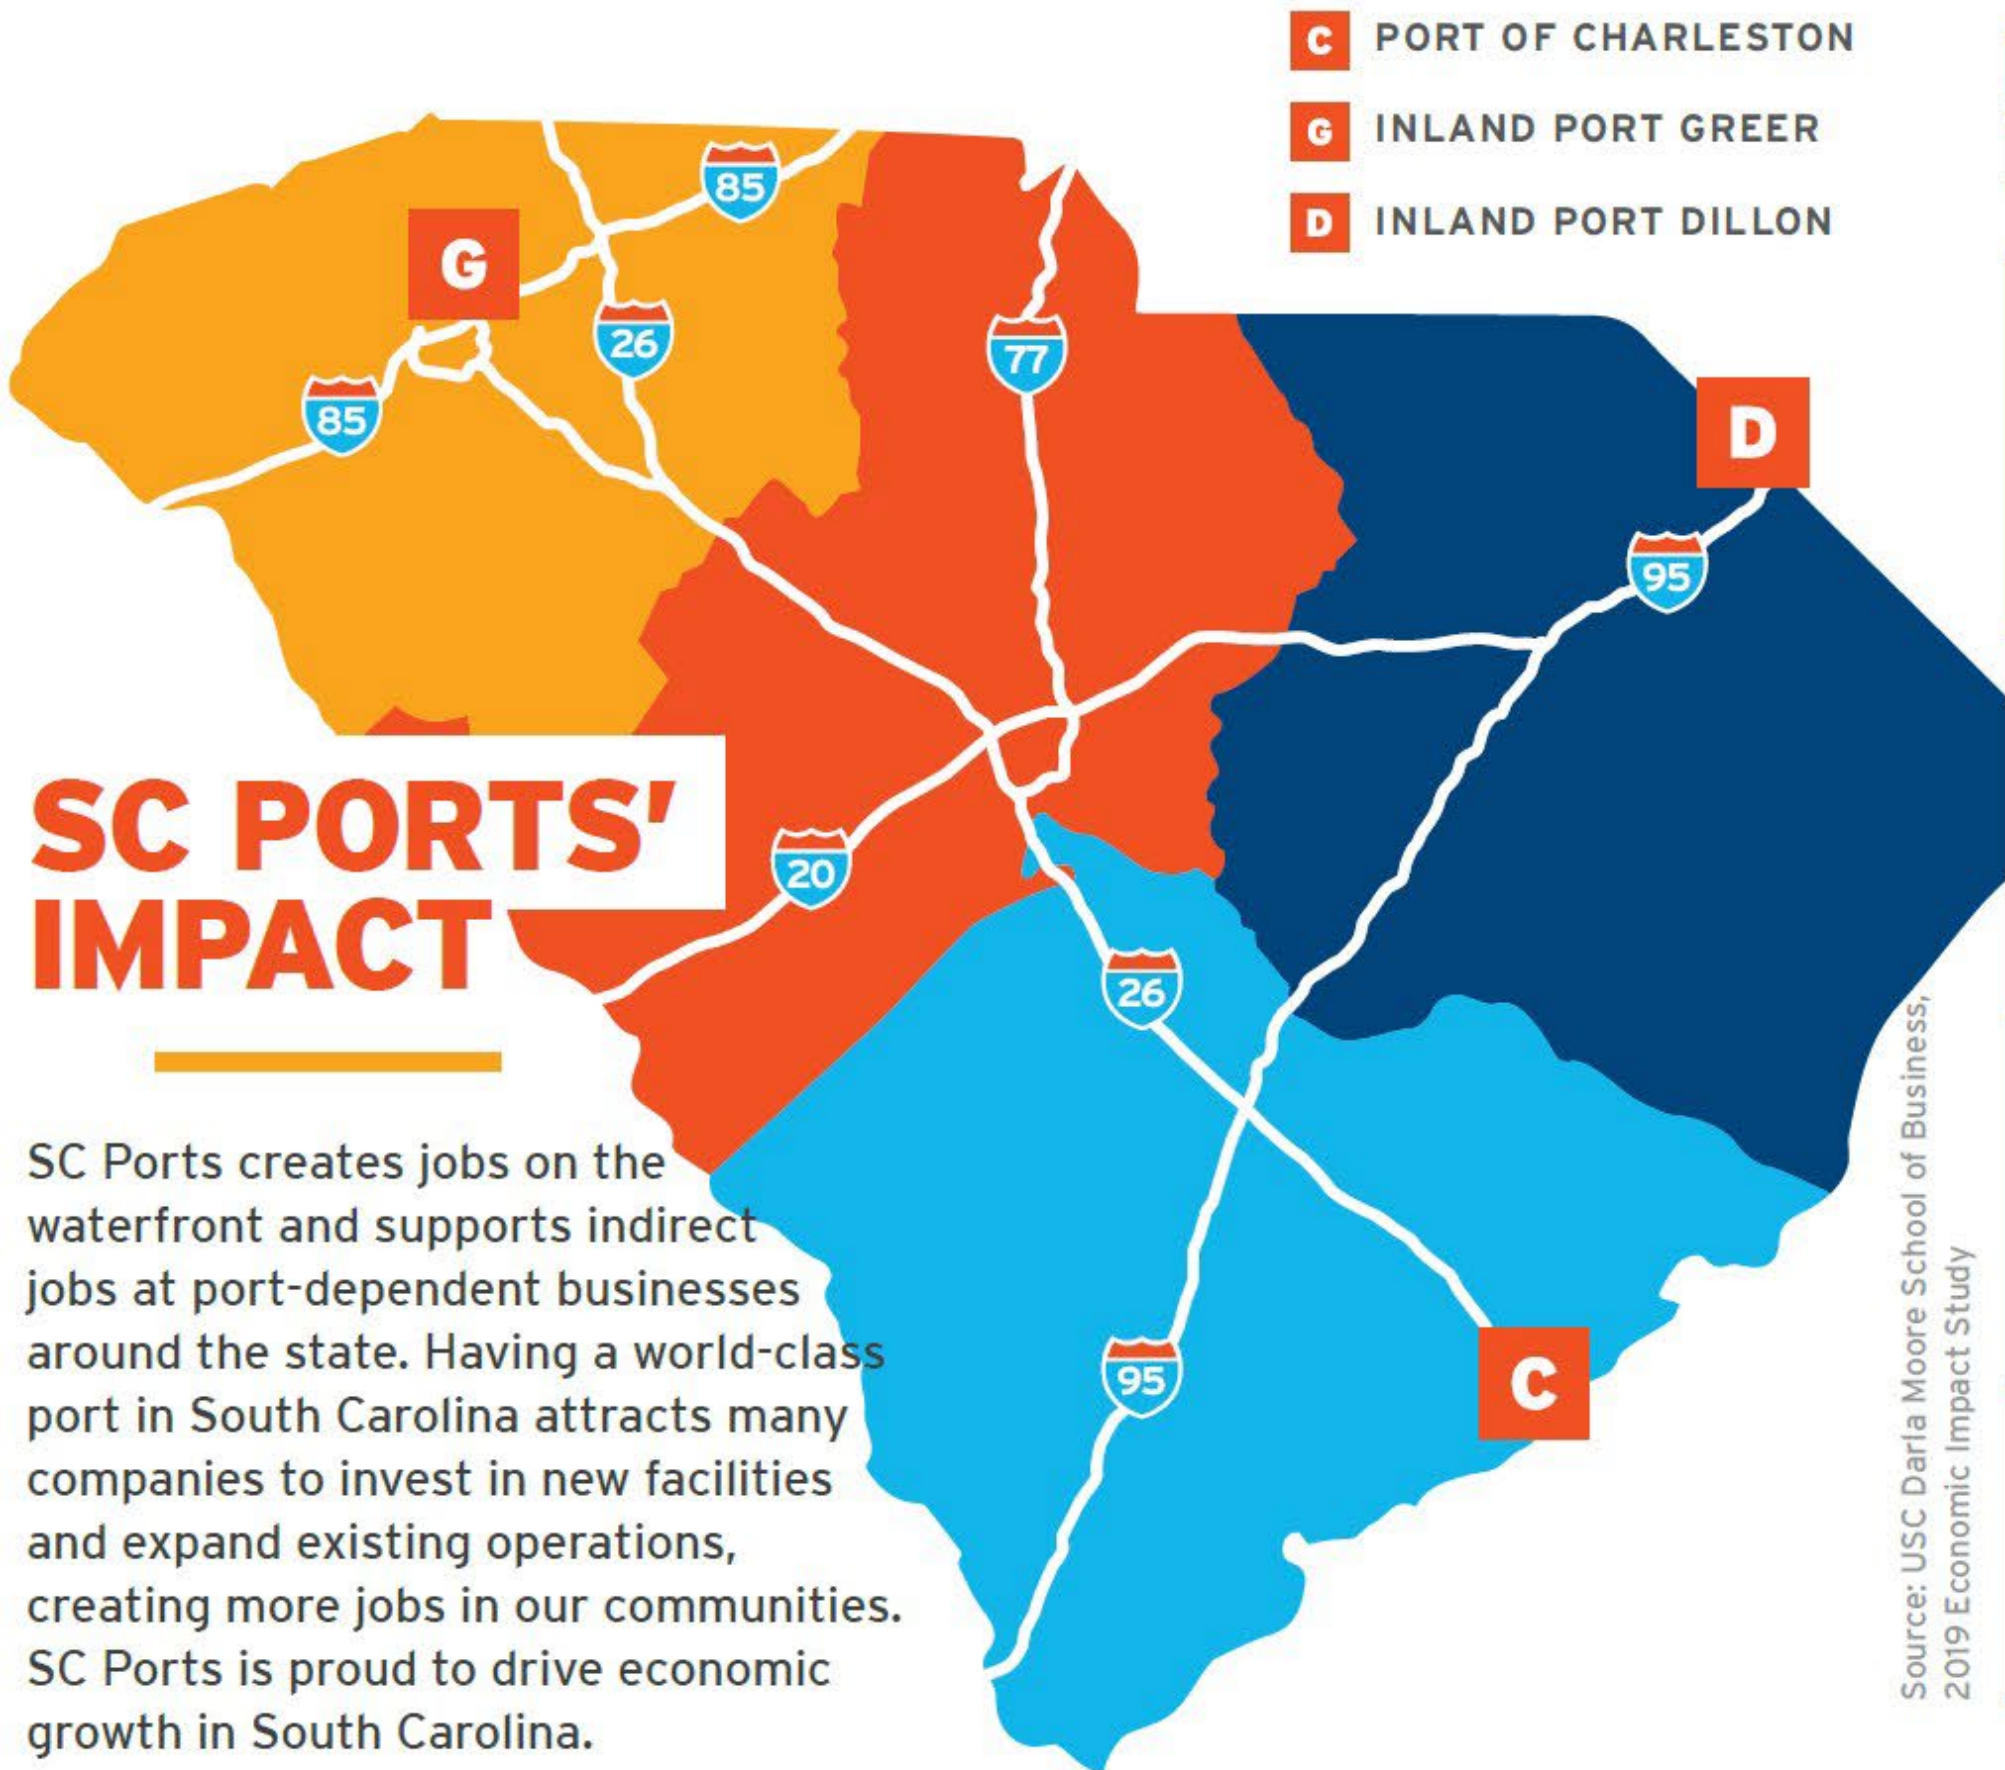 C PORT OF CHARLESTON
G INLAND PORT GREER
D INLAND PORT DILLON
85
G
26
77
85
D
95
SC PORTS'
IMPACT
20
26
SC Ports creates jobs on the
waterfront and supports indirect
jobs at port-dependent businesses
around the state. Having a world-class
port in South Carolina attracts many
companies to invest in new facilities
and expand existing operations,
creating more jobs in our communities.
SC Ports is proud to drive economic
growth in South Carolina.
95
C
Source: USC Darla Moore School of Business,
2019 Economic Impact Study